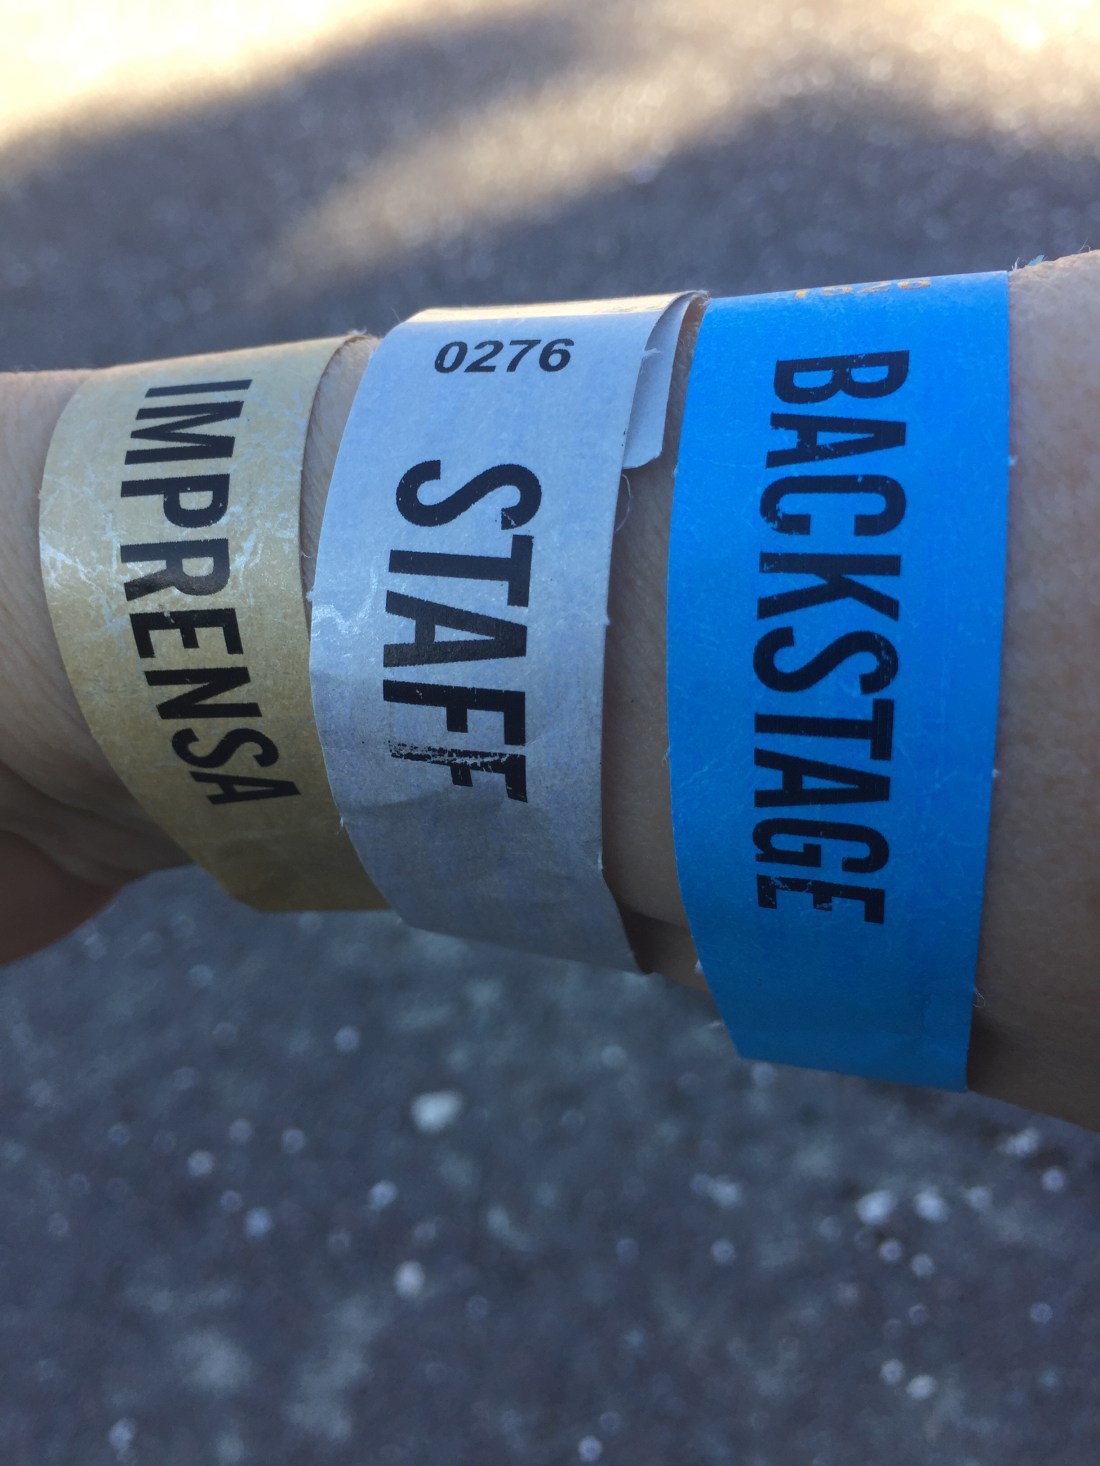 IMPRENSA
0276
STAFF
BACKSTAGE